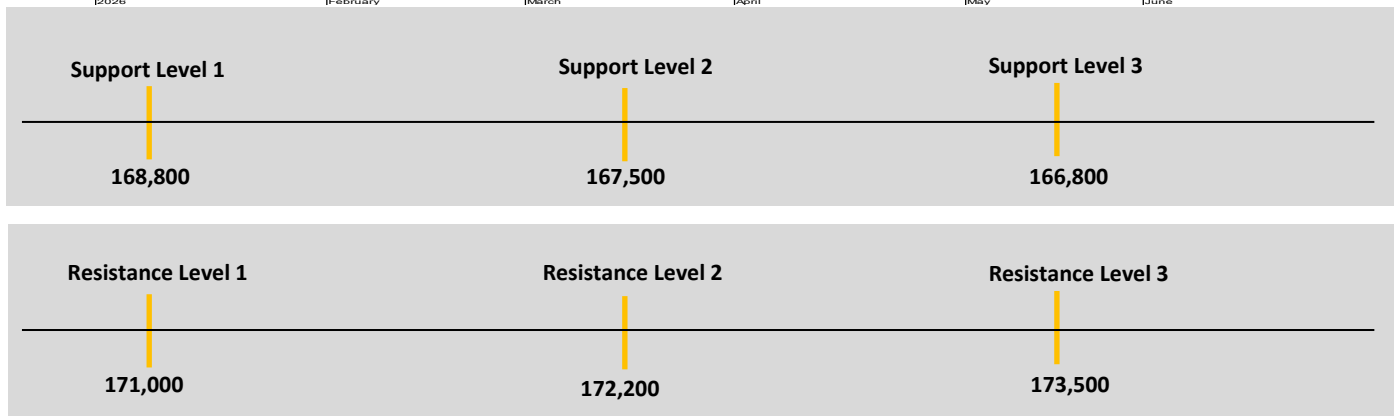 2026 February March April May June
Support Level 1 Support Level 2 Support Level 3
168,800 167,500 166,800
Resistance Level 1 Resistance Level 2 Resistance Level 3
171,000 172,200 173,500